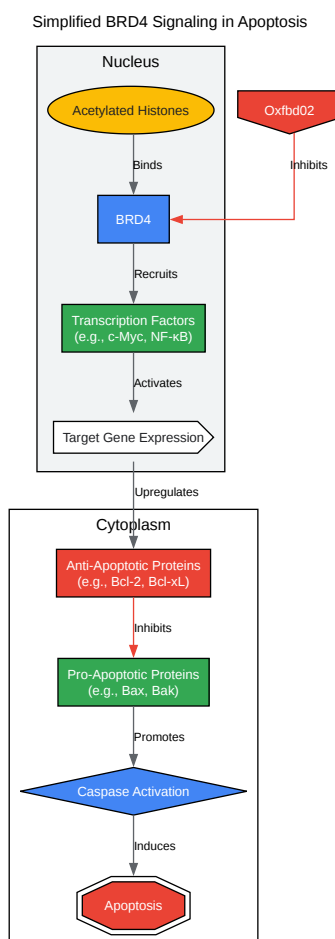 Simplified BRD4 Signaling in Apoptosis
Nucleus
Acetylated Histones
Oxfbd02
Binds
Inhibits
BRD4
Recruits
Transcription Factors
(e.g., c-Myc, NF-κB)
Activates
Target Gene Expression
Upregulates
Cytoplasm
Anti-Apoptotic Proteins
(e.g., Bcl-2, Bcl-xL)
Inhibits
Pro-Apoptotic Proteins
(e.g., Bax, Bak)
Promotes
Caspase Activation
Induces
Apoptosis